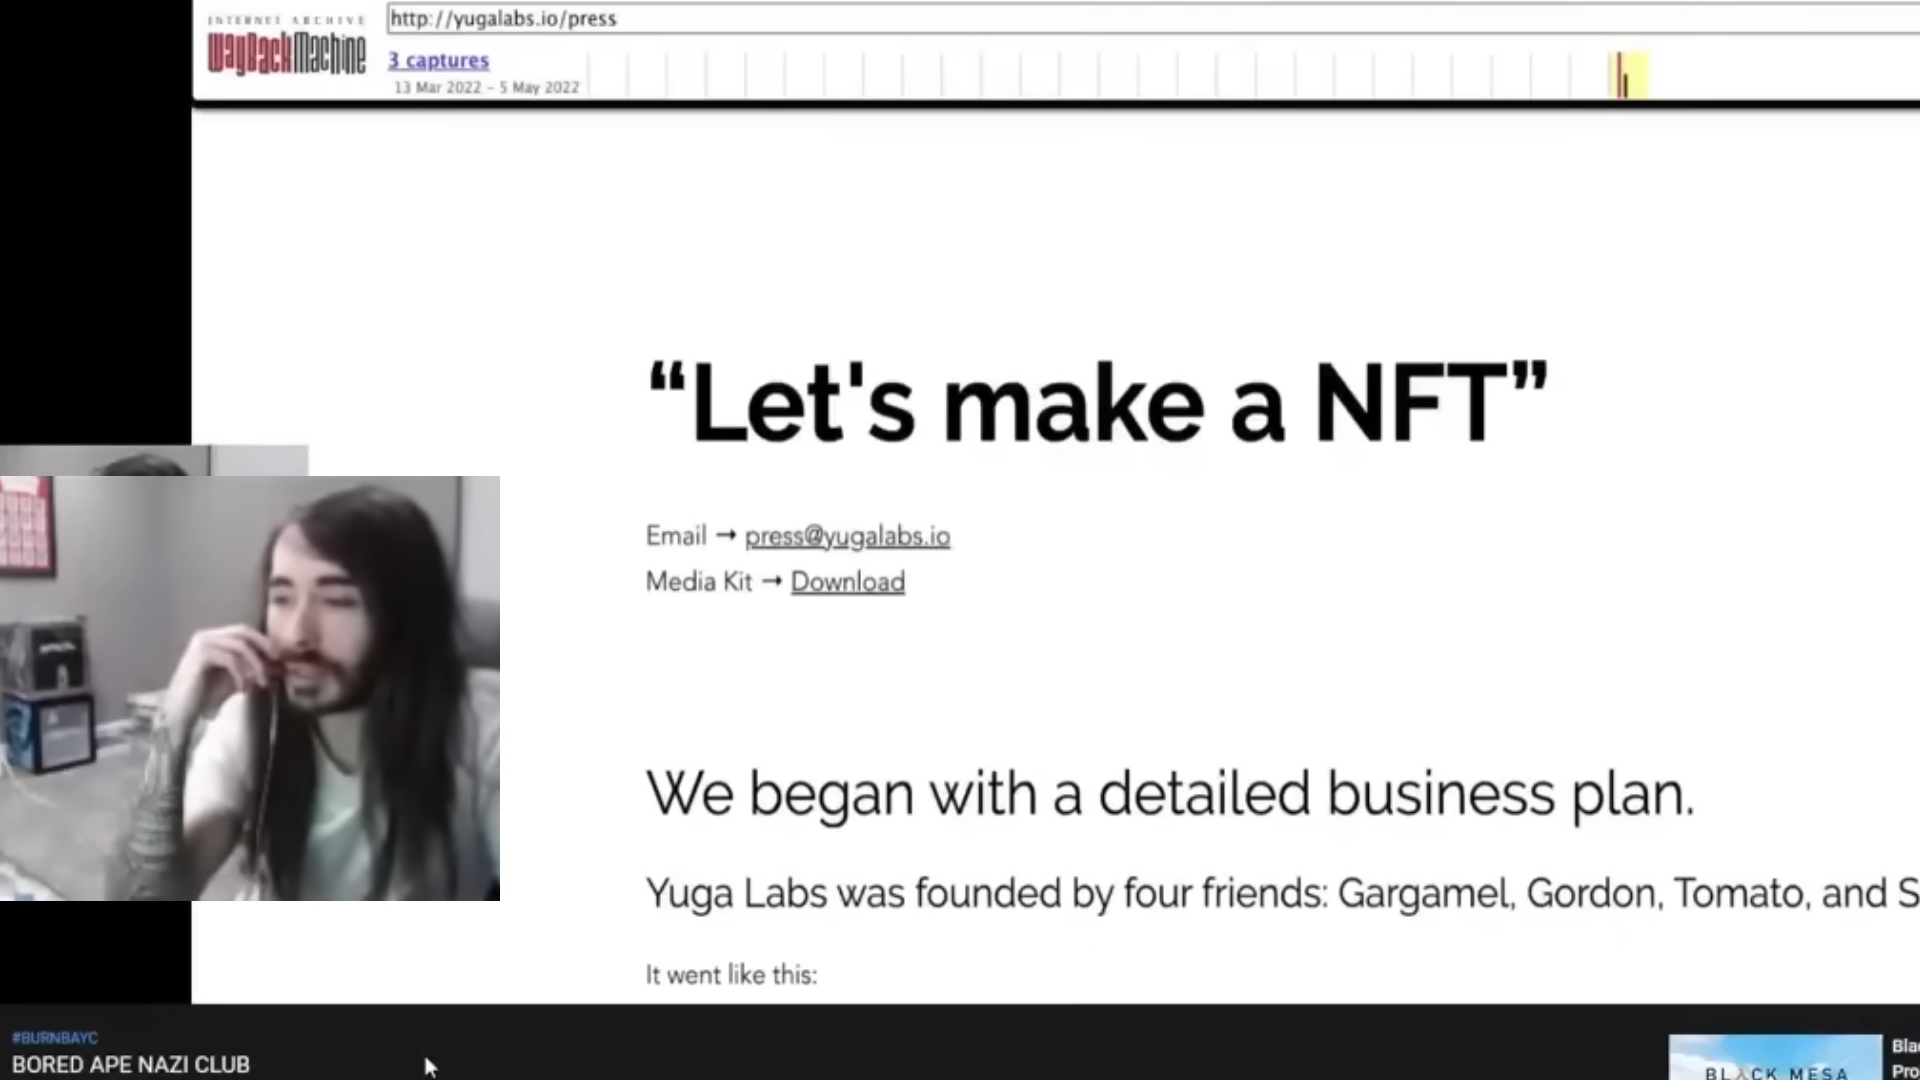 INTERNET ARCHIVE
WayBackMachine
http://yugalabs.io/press
3 captures
13 Mar 2022 - 5 May 2022
“Let's make a NFT”
Email → press@yugalabs.io
Media Kit → Download
We began with a detailed business plan.
Yuga Labs was founded by four friends: Gargamel, Gordon, Tomato, and S
It went like this:
#BURNBAYC
BORED APE NAZI CLUB
BLACK MESA
Bla
Pro